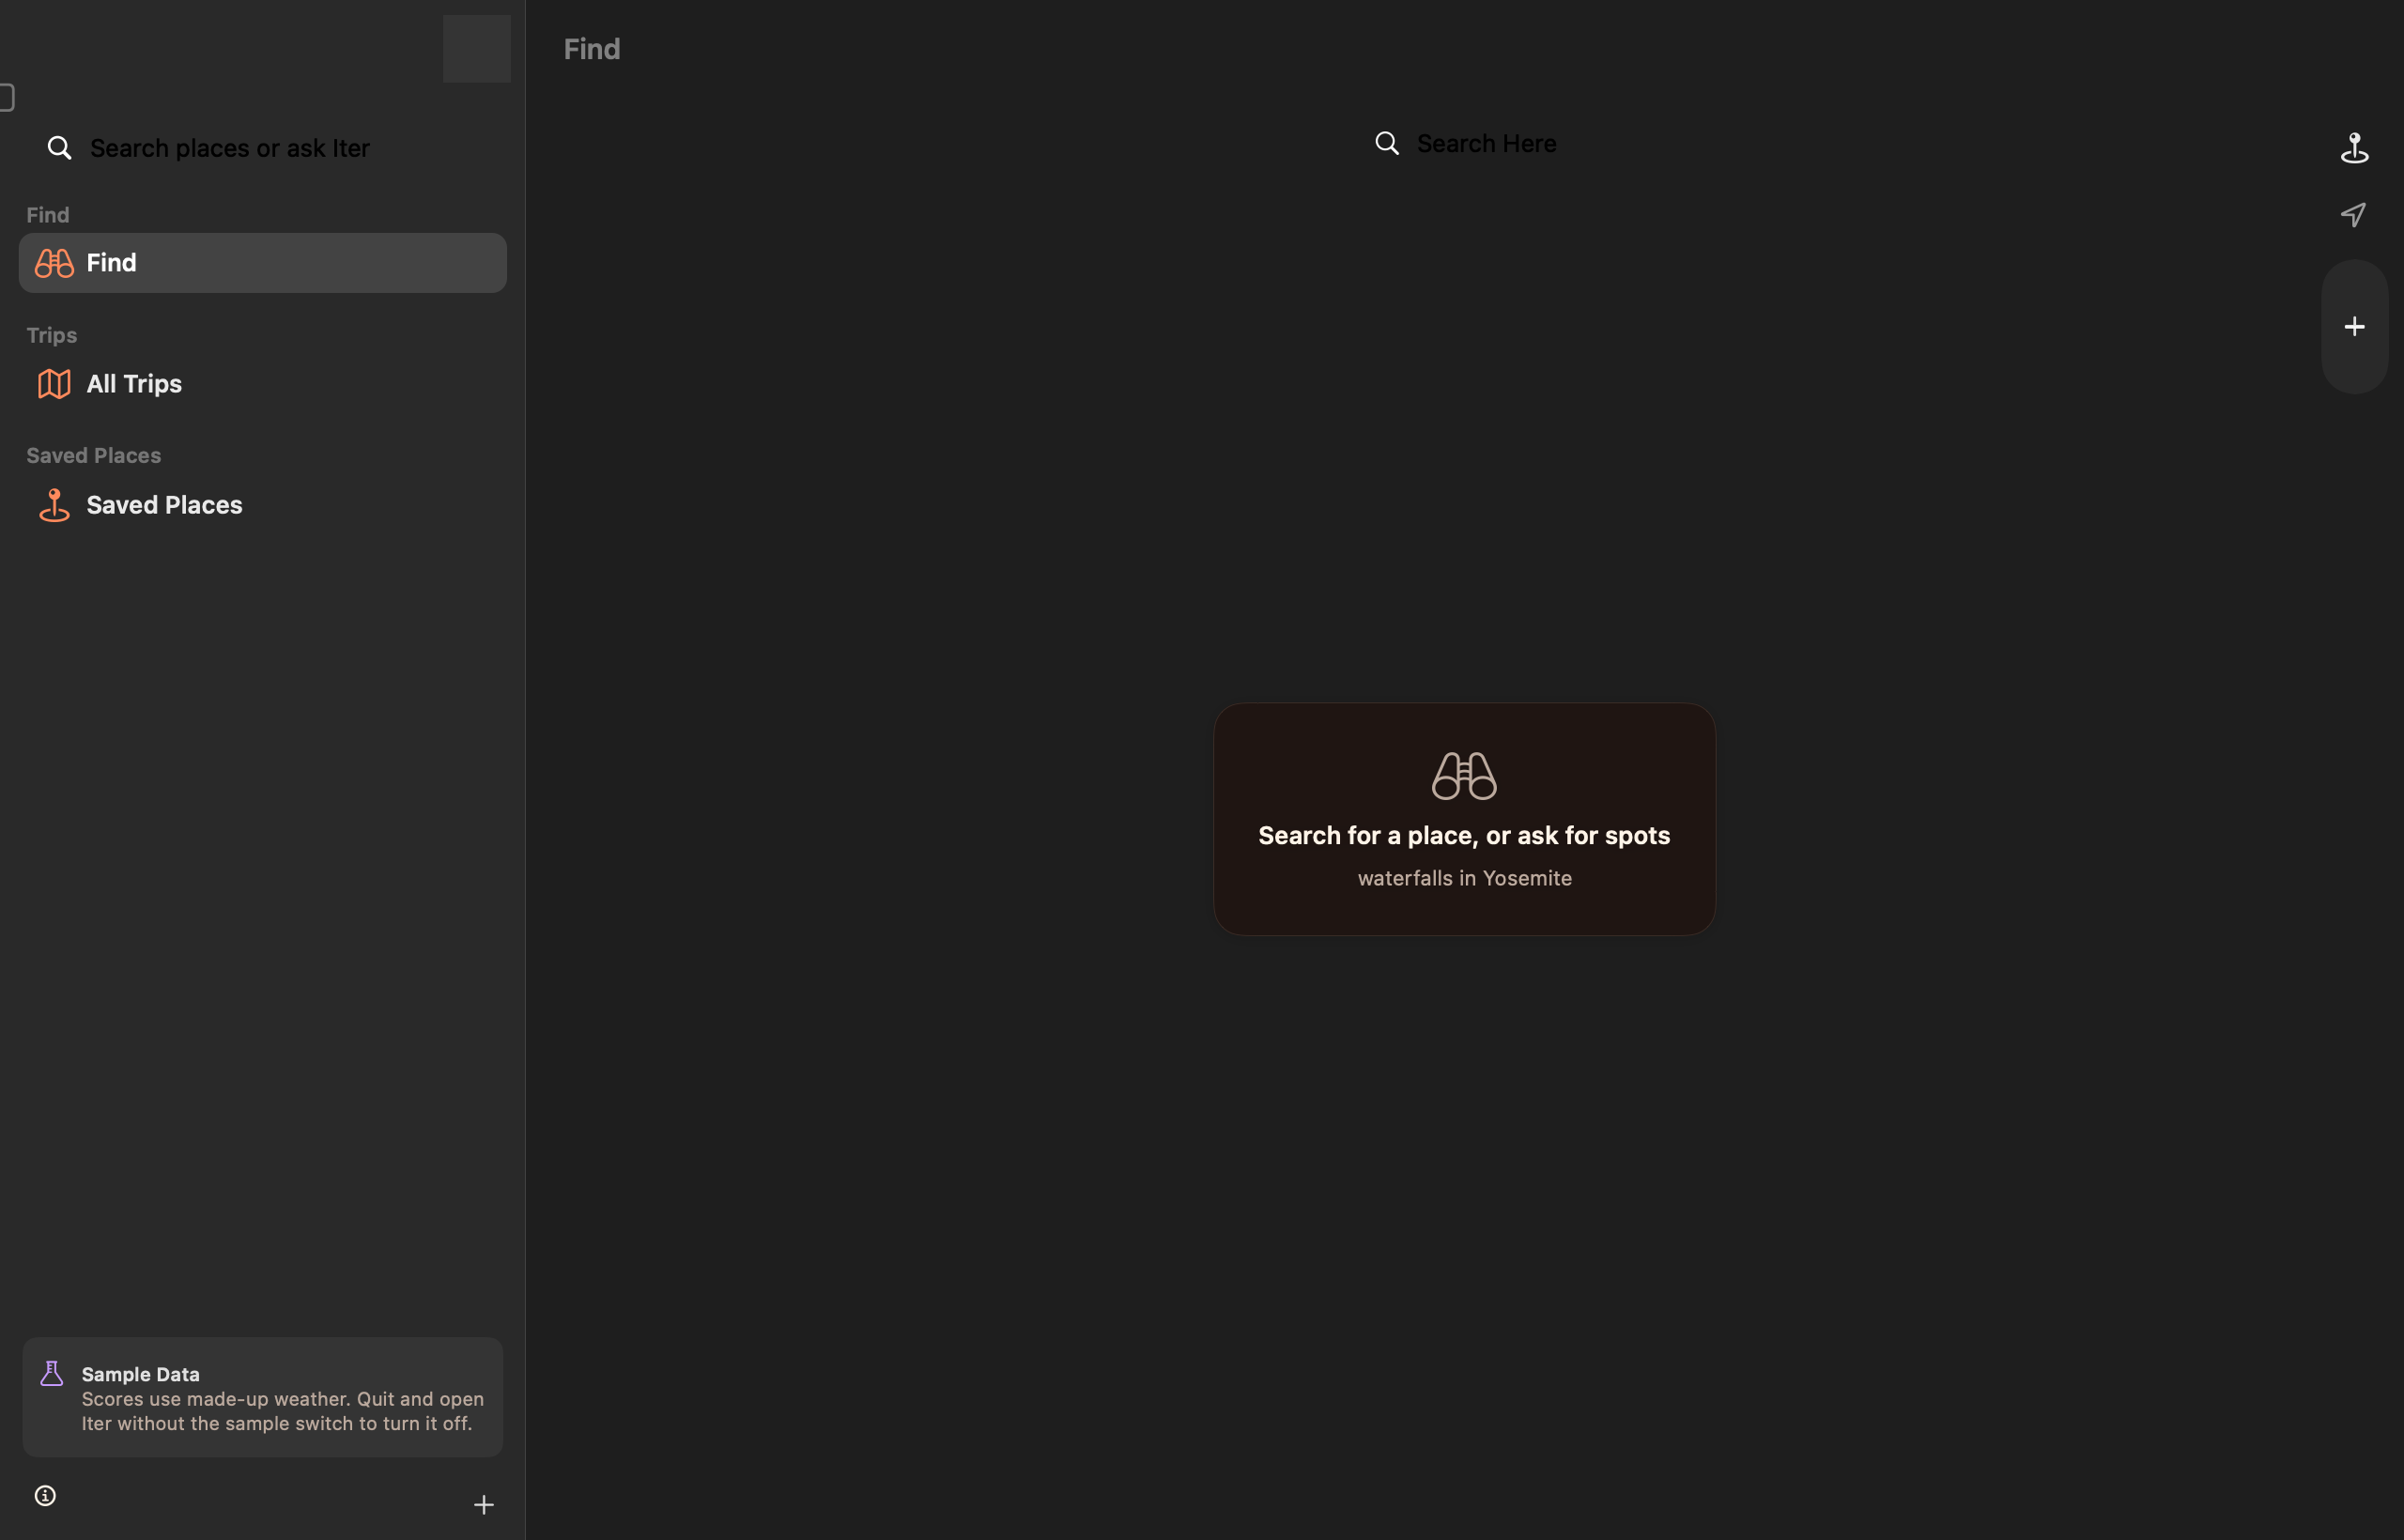 Find
Search places or ask Iter
Search Here
Find
Find
Trips
All Trips
Saved Places
Saved Places
Search for a place, or ask for spots
waterfalls in Yosemite
Sample Data
Scores use made-up weather. Quit and open
Iter without the sample switch to turn it off.